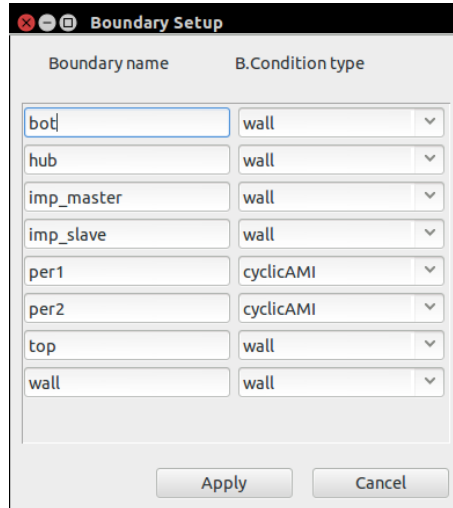 Boundary Setup
Boundary name B.Condition type
bot wall
hub wall
imp_master wall
imp_slave wall
per1 cyclicAMI
per2 cyclicAMI
top wall
wall wall
Apply Cancel